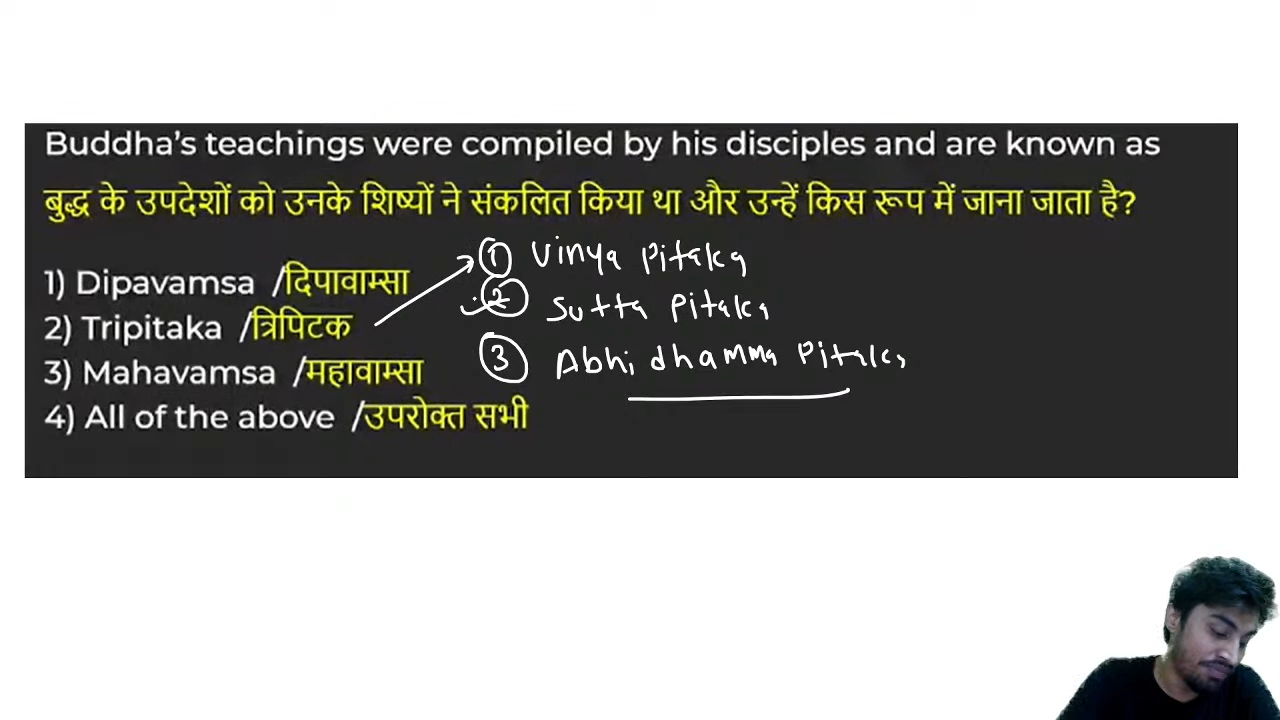 Buddha's teachings were compiled by his disciples and are known as
बुद्ध के उपदेशों को उनके शिष्यों ने संकलित किया था और उन्हें किस रूप में जाना जाता है?
1) Dipavamsa /दिपावाम्सा
2) Tripitaka /त्रिपिटक
3) Mahavamsa /महावाम्सा
4) All of the above /उपरोक्त सभी
① Vinya Pitaka
② Sutta Pitaka
③ Abhidhamma Pitaka